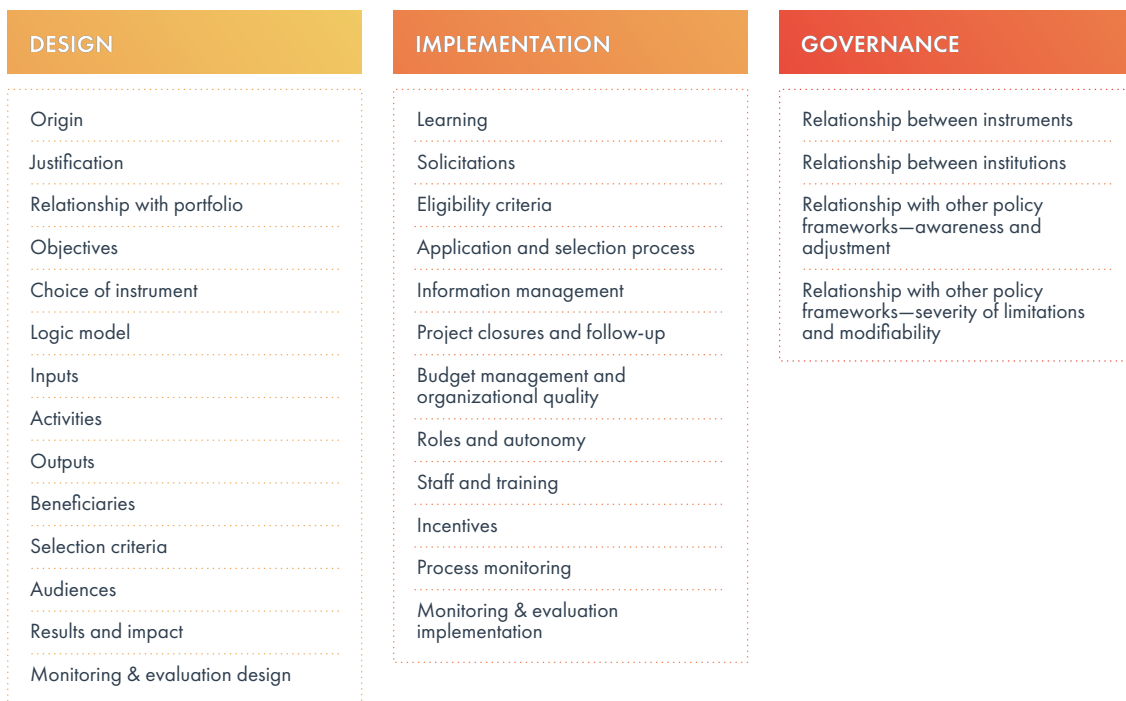 DESIGN
Origin
Justification
Relationship with portfolio
Objectives
Choice of instrument
Logic model
Inputs
Activities
Outputs
Beneficiaries
Selection criteria
Audiences
Results and impact
Monitoring & evaluation design
IMPLEMENTATION
Learning
Solicitations
Eligibility criteria
Application and selection process
Information management
Project closures and follow-up
Budget management and
organizational quality
Roles and autonomy
Staff and training
Incentives
Process monitoring
Monitoring & evaluation
implementation
GOVERNANCE
Relationship between instruments
Relationship between institutions
Relationship with other policy
frameworks—awareness and
adjustment
Relationship with other policy
frameworks—severity of limitations
and modifiability